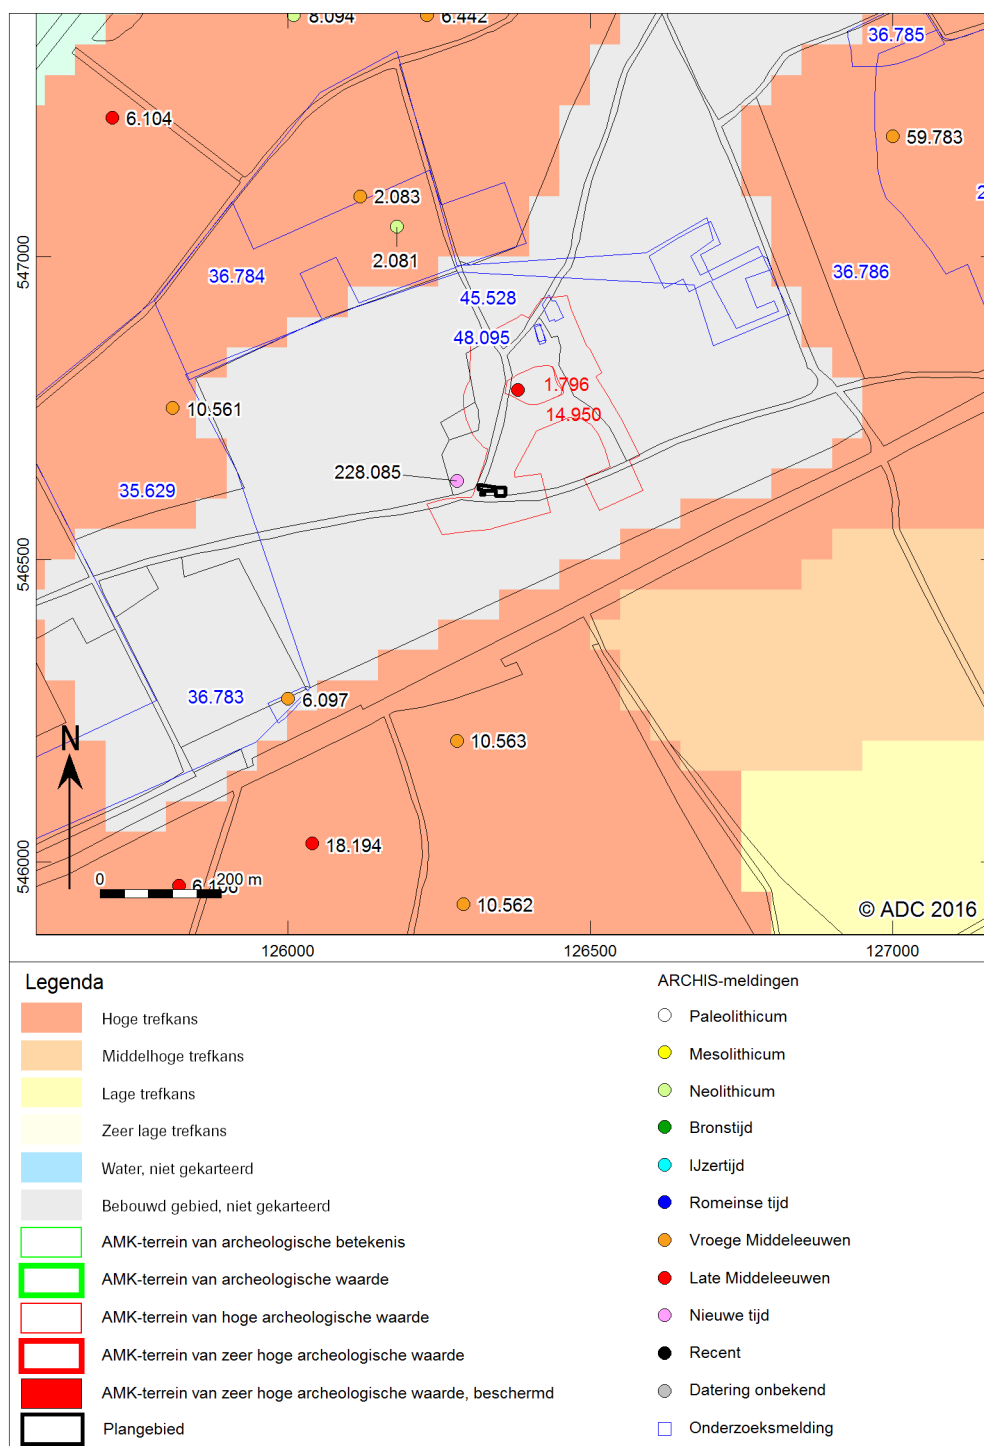 8.094
6.442
36.785
6.104
59.783
2.083
2.081
547000
36.784
36.786
45.528
48.095
1.796
14.950
10.561
228.085
35.629
546500
36.783
6.097
N
10.563
18.194
546000
0
200 m
10.562
© ADC 2016
126000
126500
127000
Legenda
Hoge trefkans
Middelhoge trefkans
Lage trefkans
Zeer lage trefkans
Water, niet gekarteerd
Bebouwd gebied, niet gekarteerd
AMK-terrein van archeologische betekenis
AMK-terrein van archeologische waarde
AMK-terrein van hoge archeologische waarde
AMK-terrein van zeer hoge archeologische waarde
AMK-terrein van zeer hoge archeologische waarde, beschermd
Plangebied
ARCHIS-meldingen
Paleolithicum
Mesolithicum
Neolithicum
Bronstijd
IJzertijd
Romeinse tijd
Vroege Middeleeuwen
Late Middeleeuwen
Nieuwe tijd
Recent
Datering onbekend
Onderzoeksmelding